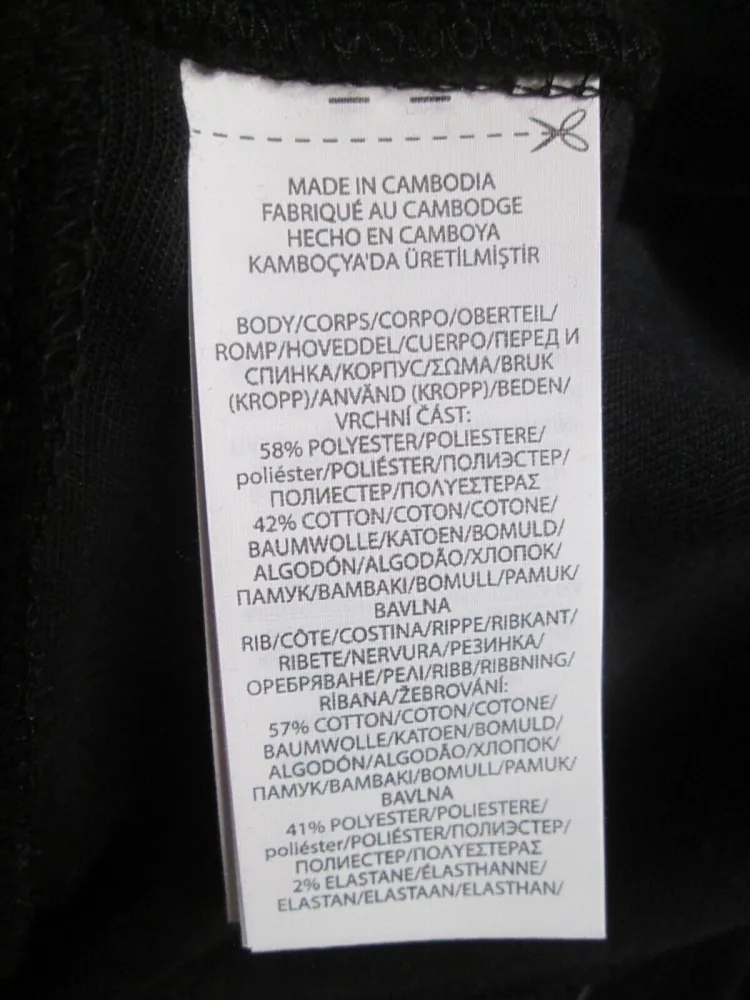 MADE IN CAMBODIA
FABRIQUÉ AU CAMBODGE
HECHO EN CAMBOYA
KAMBOÇYA'DA ÜRETİLMİŞTİR
BODY/CORPS/CORPO/OBERTEIL/
ROMP/HOVEDDEL/CUERPO/ПЕРЕД И
СПИНКА/КОРПУС/ΣΩΜΑ/BRUK
(KROPP)/ANVÄND (KROPP)/BEDEN/
VRCHNÍ ČÁST:
58% POLYESTER/POLIESTERE/
poliéster/POLIÉSTER/ПОЛИЭСТЕР/
ПОЛИЕСТЕР/ΠΟΛΥΕΣΤΕΡΑΣ
42% COTTON/COTON/COTONE/
BAUMWOLLE/KATOEN/BOMULD/
ALGODÓN/ALGODÃO/ХЛОПОК/
ПАМУК/ΒΑΜΒΑΚΙ/BOMULL/PAMUK/
BAVLNA
RIB/CÔTE/COSTINA/RIPPE/RIBKANT/
RIBETE/NERVURA/РЕЗИНКА/
ОРЕБРЯВАНЕ/ΡΕΛΙ/RIBB/RIBBNING/
RİBANA/ŽEBROVÁNÍ:
57% COTTON/COTON/COTONE/
BAUMWOLLE/KATOEN/BOMULD/
ALGODÓN/ALGODÃO/ХЛОПОК/
ПАМУК/ΒΑΜΒΑΚΙ/BOMULL/PAMUK/
BAVLNA
41% POLYESTER/POLIESTERE/
poliéster/POLIÉSTER/ПОЛИЭСТЕР/
ПОЛИЕСТЕР/ΠΟΛΥΕΣΤΕΡΑΣ
2% ELASTANE/ÉLASTHANNE/
ELASTAN/ELASTAAN/ELASTHAN/